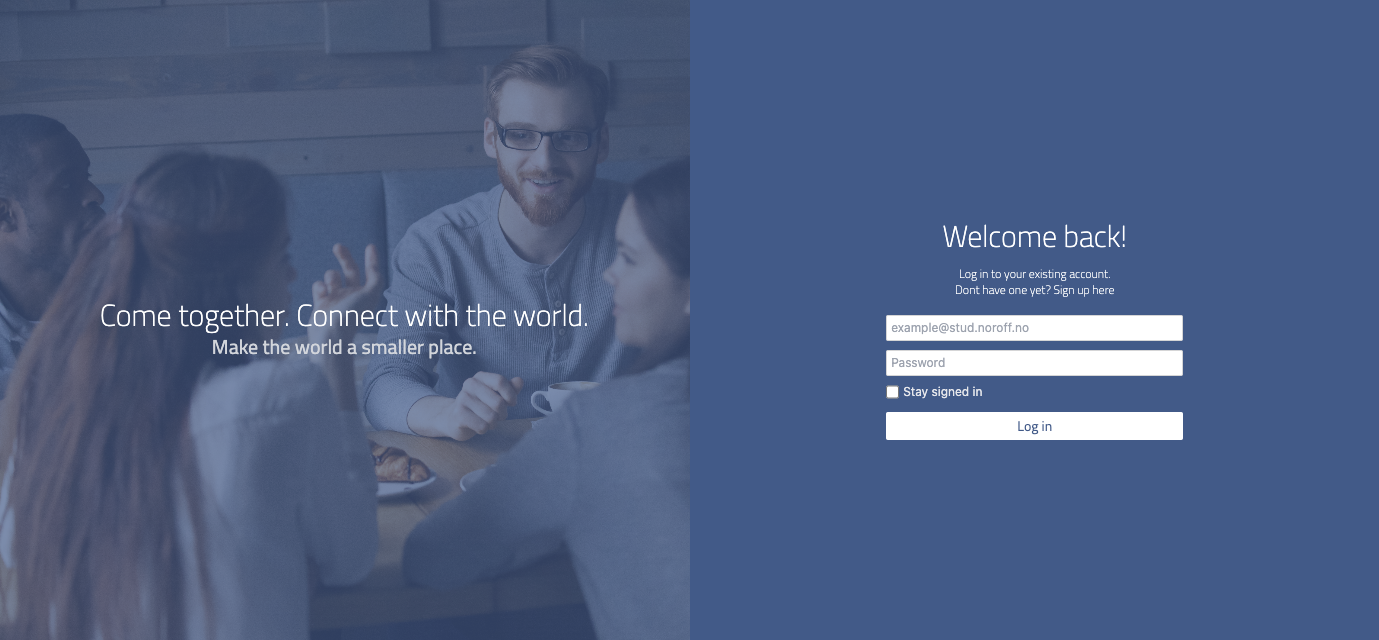 Come together. Connect with the world.
Make the world a smaller place.
Welcome back!
Log in to your existing account.
Dont have one yet? Sign up here
example@stud.noroff.no
Password
Stay signed in
Log in